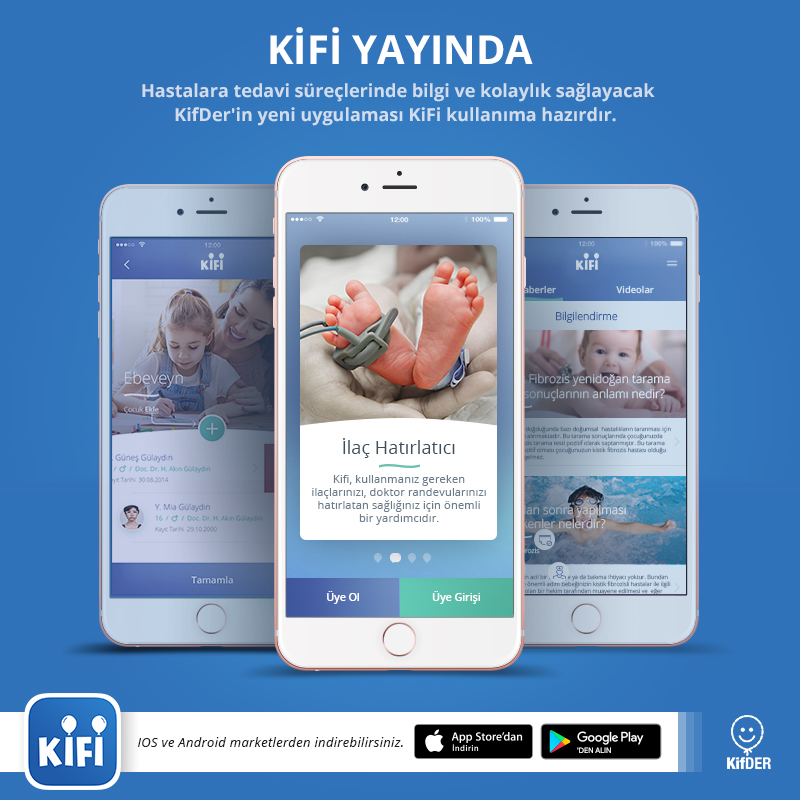 KİFİ YAYINDA
Hastalara tedavi süreçlerinde bilgi ve kolaylık sağlayacak
KifDer'in yeni uygulaması KiFi kullanıma hazırdır.
12:00
KiFi
Ebeveyn
Çocuk Ekle
Güneş Gülaydın
/ Doc. Dr. H. Akın Gülaydın
Kayıt Tarihi: 30.08.2014
Y. Mia Gülaydın
16 / / Doc. Dr. H. Akın Gülaydın
Kayıt Tarihi: 29.10.2000
Tamamla
12:00 100%
İlaç Hatırlatıcı
Kifi, kullanmanız gereken
ilaçlarınızı, doktor randevularınızı
hatırlatan sağlığınız için önemli
bir yardımcıdır.
Üye Ol Üye Girişi
12:00 100%
KiFi
aberler Videolar
Bilgilendirme
Fibrozis yenidoğan tarama
sonuçlarının anlamı nedir?
dan sonra yapılması
kenler nelerdir?
KiFi
IOS ve Android marketlerden indirebilirsiniz.
App Store'dan
İndirin
Google Play
'DEN ALIN
KifDER